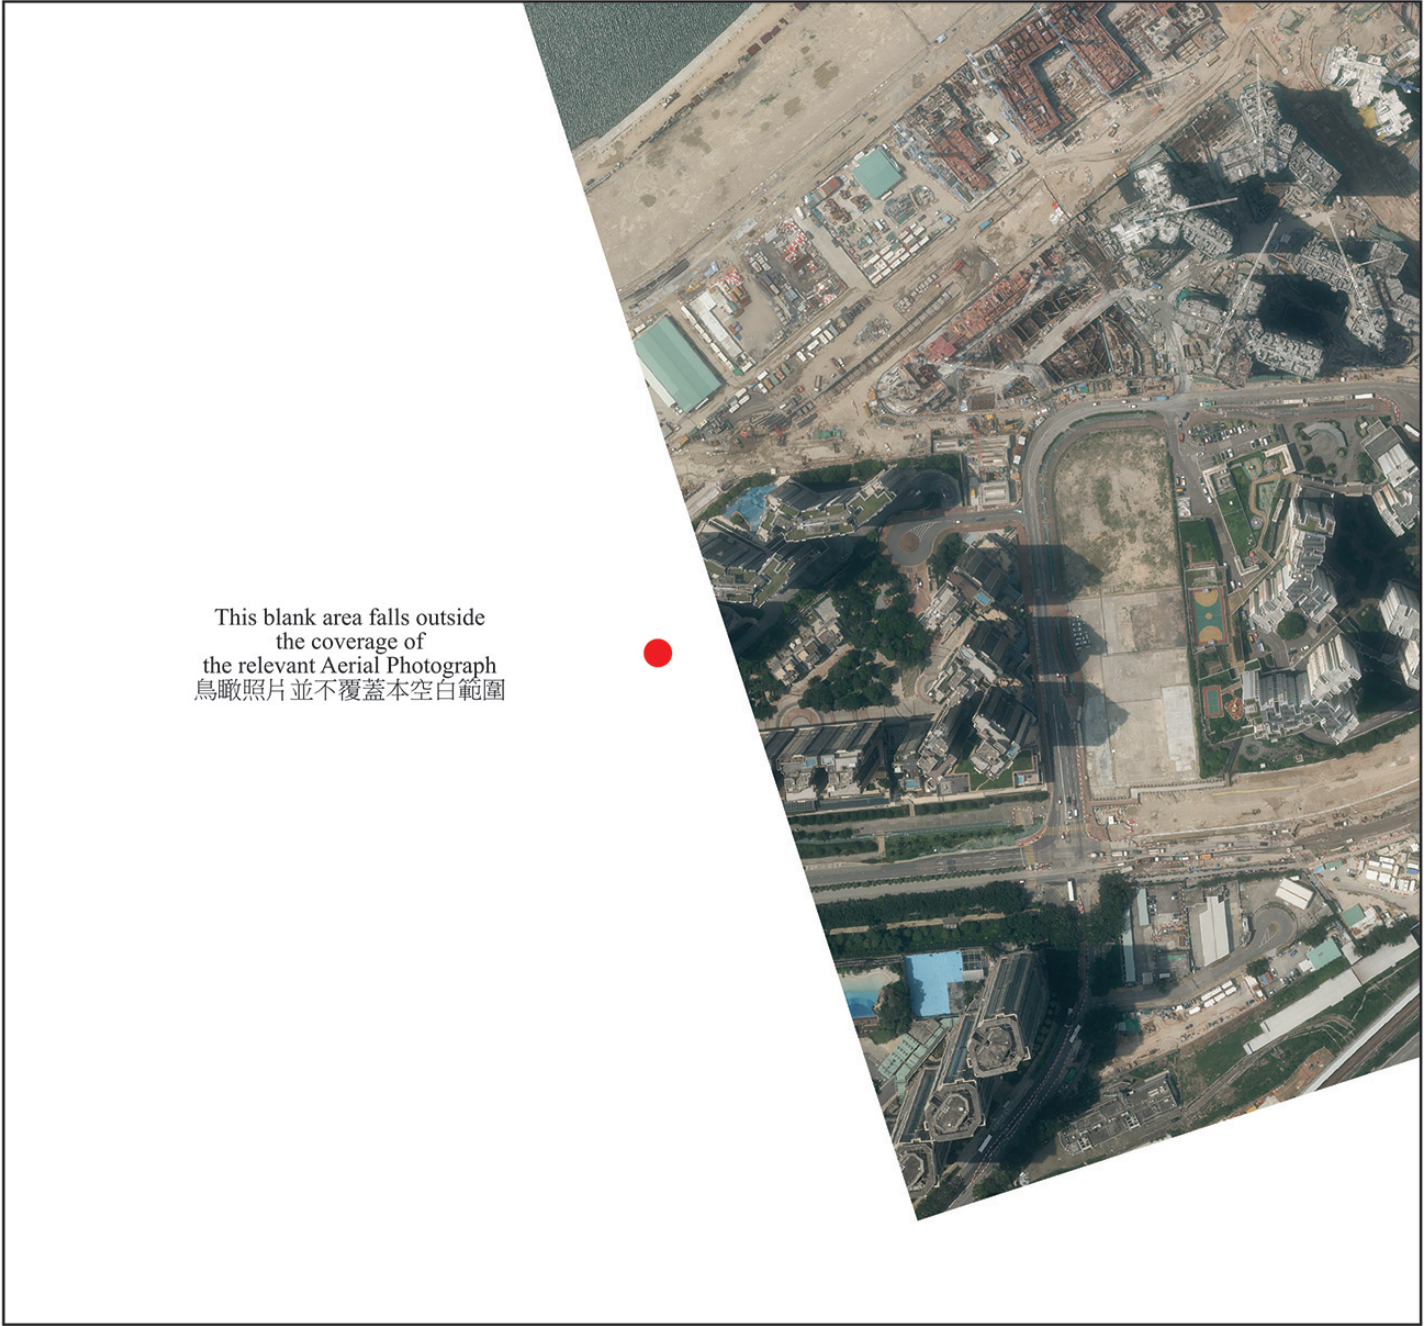 This blank area falls outside
the coverage of
the relevant Aerial Photograph
鳥瞰照片並不覆蓋本空白範圍